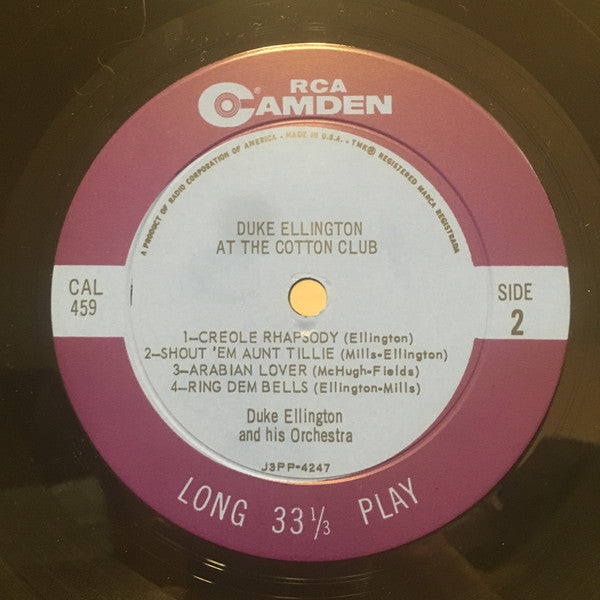 RCA
CAMDEN®
A PRODUCT OF RADIO CORPORATION OF AMERICA • MADE IN U.S.A. • TMK® REGISTERED MARCA REGISTRADA
DUKE ELLINGTON
AT THE COTTON CLUB
CAL
459
SIDE
2
1—CREOLE RHAPSODY (Ellington)
2—SHOUT 'EM AUNT TILLIE (Mills-Ellington)
3—ARABIAN LOVER (McHugh-Fields)
4—RING DEM BELLS (Ellington-Mills)
Duke Ellington
and his Orchestra
J3PP-4247
LONG 33 1/3 PLAY